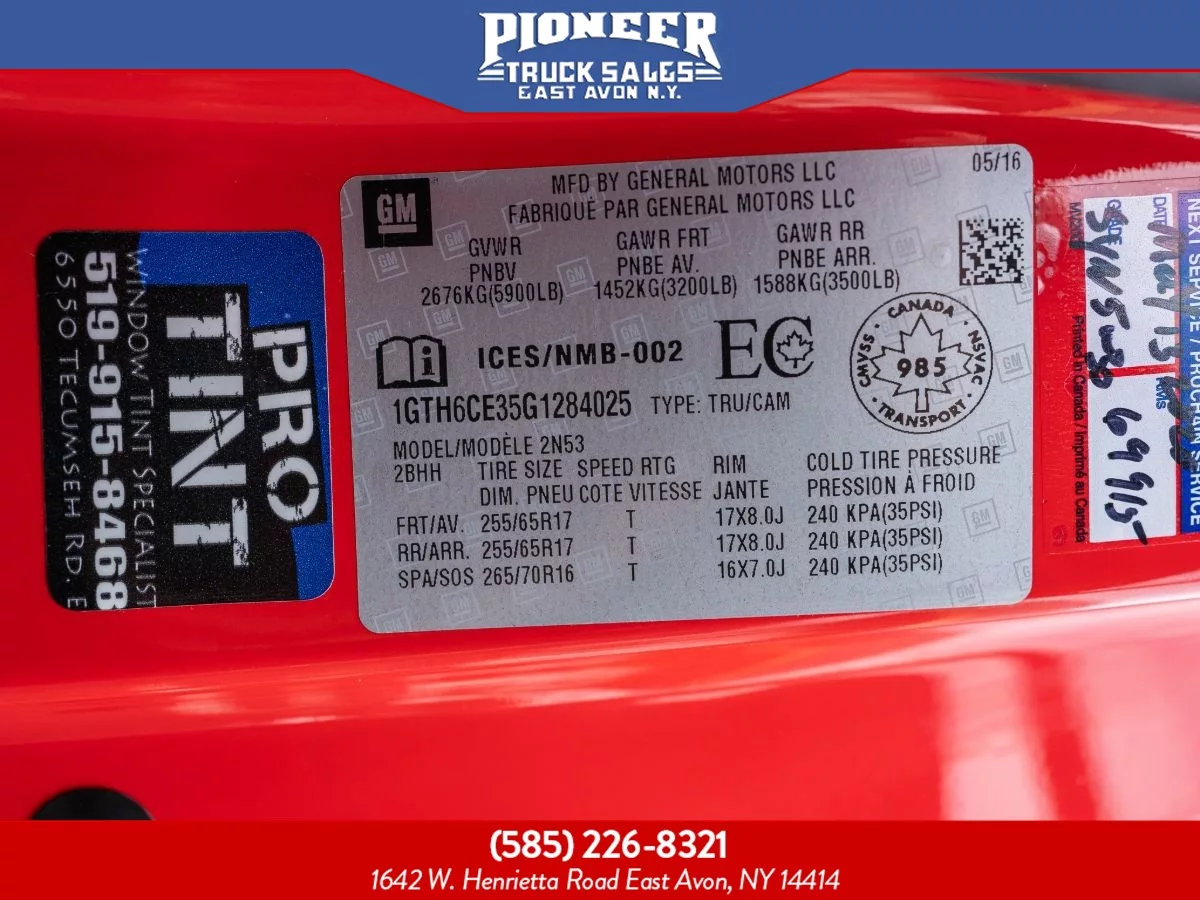 PIONEER
TRUCK SALES
EAST AVON N.Y.
GM
MFD BY GENERAL MOTORS LLC
05/16
FABRIQUÉ PAR GENERAL MOTORS LLC
GVWR GAWR FRT GAWR RR
PNBV PNBE AV. PNBE ARR.
2676KG(5900LB) 1452KG(3200LB) 1588KG(3500LB)
ICES/NMB-002
EC
CANADA
CMVSS 985 NSVAC
TRANSPORT
1GTH6CE35G1284025 TYPE: TRU/CAM
MODEL/MODÈLE 2N53
2BHH TIRE SIZE SPEED RTG RIM COLD TIRE PRESSURE
DIM. PNEU COTE VITESSE JANTE PRESSION À FROID
FRT/AV. 255/65R17 T 17X8.0J 240 KPA(35PSI)
RR/ARR. 255/65R17 T 17X8.0J 240 KPA(35PSI)
SPA/SOS 265/70R16 T 16X7.0J 240 KPA(35PSI)
PRO
TINT
WINDOW TINT SPECIALIST
519-915-8468
6550 TECUMSEH RD. E
DATE
Printed in Canada / Imprimé au Canada
(585) 226-8321
1642 W. Henrietta Road East Avon, NY 14414